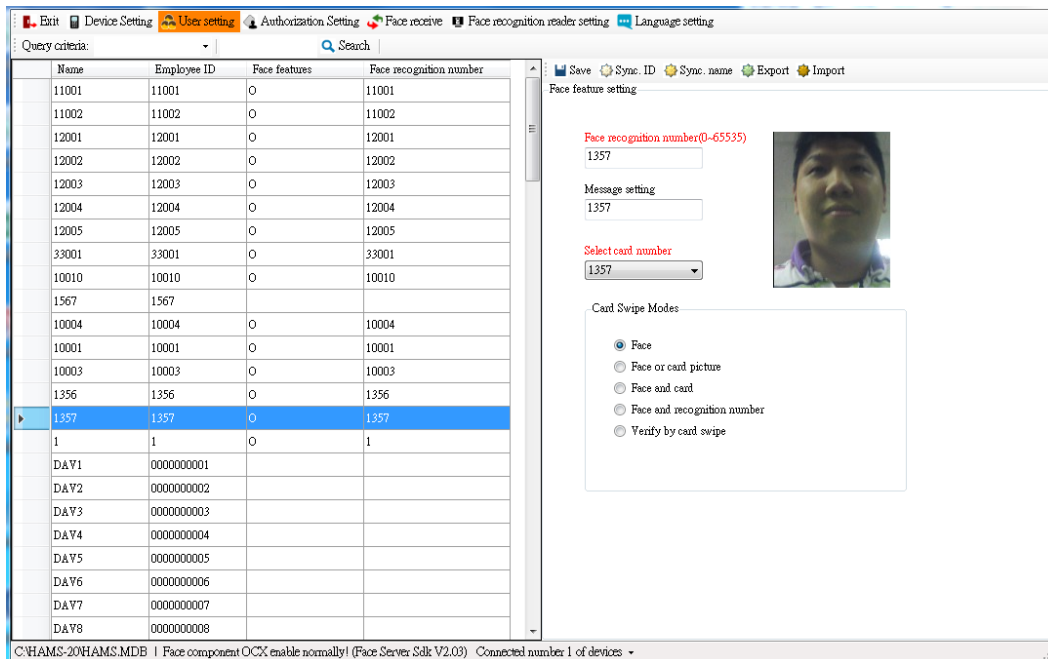 Exit Device Setting User setting Authorization Setting Face receive Face recognition reader setting Language setting
Query criteria: Search
Name Employee ID Face features Face recognition number
11001 11001 O 11001
11002 11002 O 11002
12001 12001 O 12001
12002 12002 O 12002
12003 12003 O 12003
12004 12004 O 12004
12005 12005 O 12005
33001 33001 O 33001
10010 10010 O 10010
1567 1567
10004 10004 O 10004
10001 10001 O 10001
10003 10003 O 10003
1356 1356 O 1356
1357 1357 O 1357
1 1 O 1
DAV1 0000000001
DAV2 0000000002
DAV3 0000000003
DAV4 0000000004
DAV5 0000000005
DAV6 0000000006
DAV7 0000000007
DAV8 0000000008
Save Sync. ID Sync. name Export Import
Face feature setting
Face recognition number(0~65535)
1357
Message setting
1357
Select card number
1357
Card Swipe Modes
Face
Face or card picture
Face and card
Face and recognition number
Verify by card swipe
C:\HAMS-20\HAMS.MDB | Face component OCX enable normally! (Face Server Sdk V2.03) Connected number 1 of devices